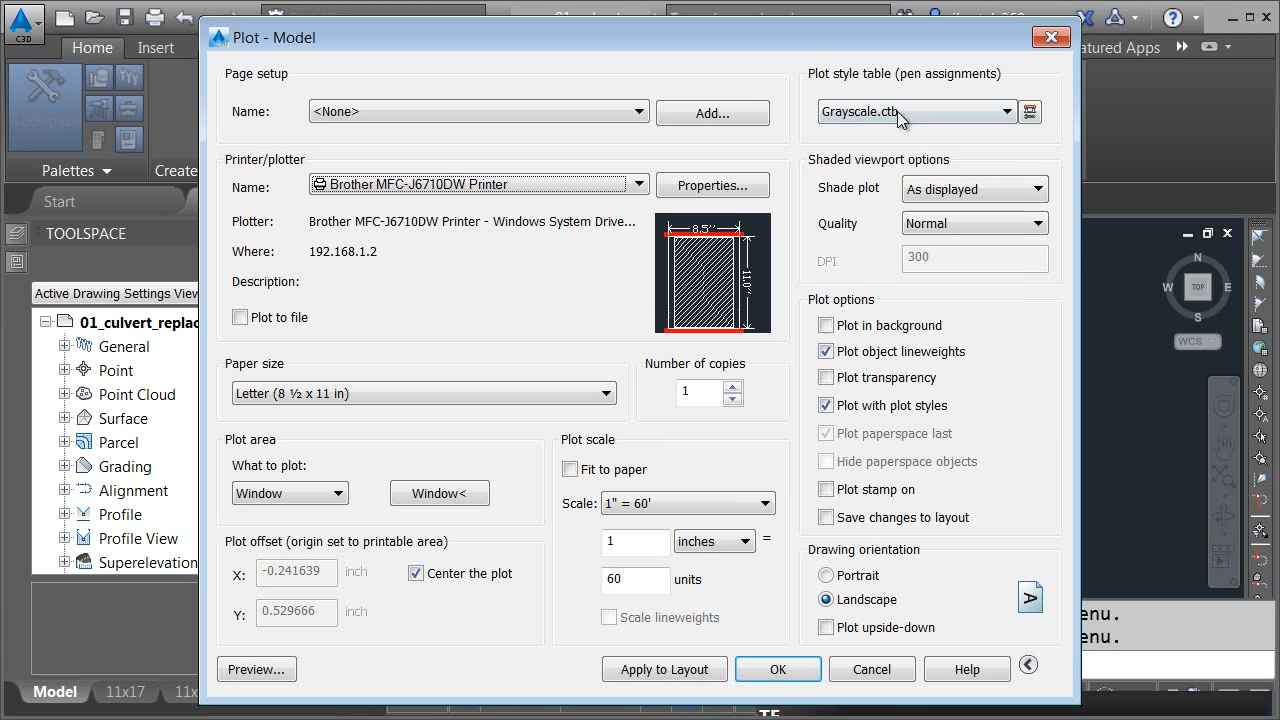 C3D
Home
Insert
Featured Apps
Toolspace
Palettes
Create
Start
TOOLSPACE
Active Drawing Settings View
01_culvert_replac
General
Point
Point Cloud
Surface
Parcel
Grading
Alignment
Profile
Profile View
Superelevation
Model
11x17
11x
Plot - Model
Page setup
Name:
<None>
Add...
Printer/plotter
Name:
Brother MFC-J6710DW Printer
Properties...
Plotter:
Brother MFC-J6710DW Printer - Windows System Drive...
Where:
192.168.1.2
Description:
Plot to file
8.5''
11.0''
Paper size
Letter (8 ½ x 11 in)
Number of copies
1
Plot area
What to plot:
Window
Window<
Plot scale
Fit to paper
Scale:
1" = 60'
1
inches
=
60
units
Scale lineweights
Plot offset (origin set to printable area)
X:
-0.241639
inch
Center the plot
Y:
0.529666
inch
Plot style table (pen assignments)
Grayscale.ctb
Shaded viewport options
Shade plot
As displayed
Quality
Normal
DPI
300
Plot options
Plot in background
Plot object lineweights
Plot transparency
Plot with plot styles
Plot paperspace last
Hide paperspace objects
Plot stamp on
Save changes to layout
Drawing orientation
Portrait
Landscape
Plot upside-down
A
Preview...
Apply to Layout
OK
Cancel
Help
N
W
TOP
E
S
WCS
enu.
enu.